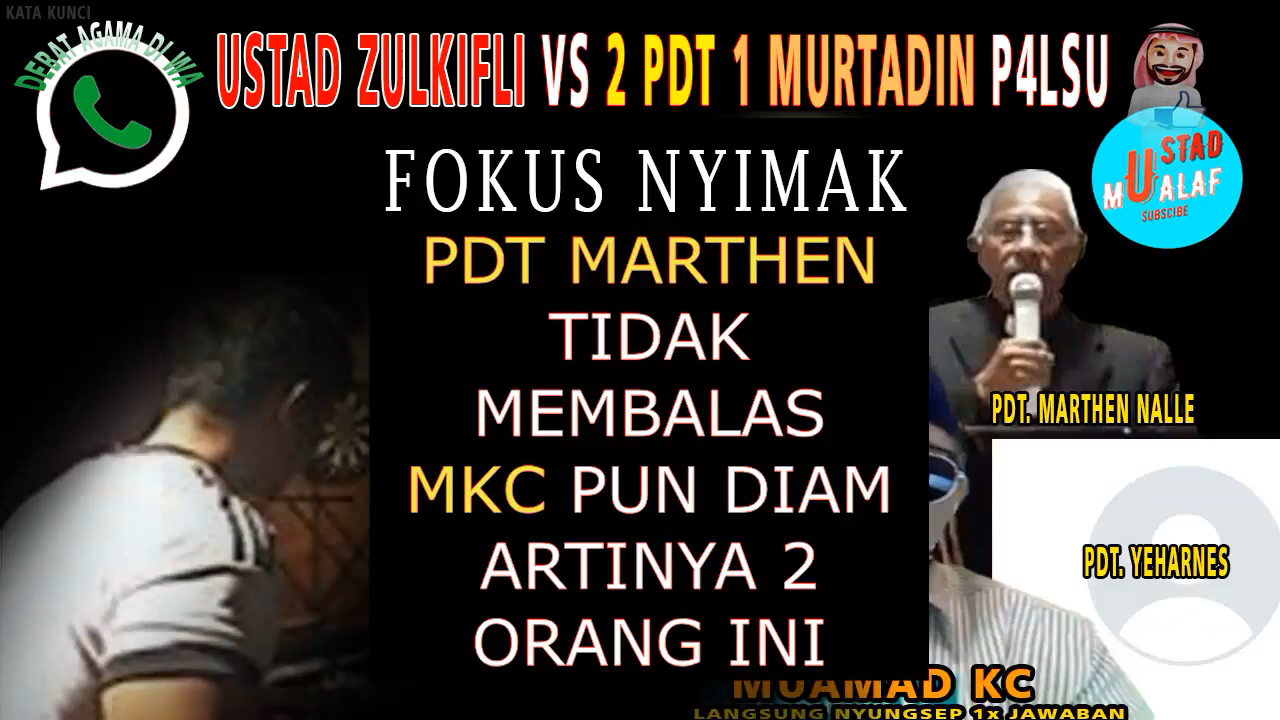 KATA KUNCI
DEBAT AGAMA DI WA
USTAD ZULKIFLI VS 2 PDT 1 MURTADIN P4LSU
USTAD
MUALAF
SUBSCIBE
FOKUS NYIMAK
PDT MARTHEN
TIDAK
MEMBALAS
MKC PUN DIAM
ARTINYA 2
ORANG INI
PDT. MARTHEN NALLE
PDT. YEHARNES
MUAMAD KC
LANGSUNG NYUNGSEP 1x JAWABAN